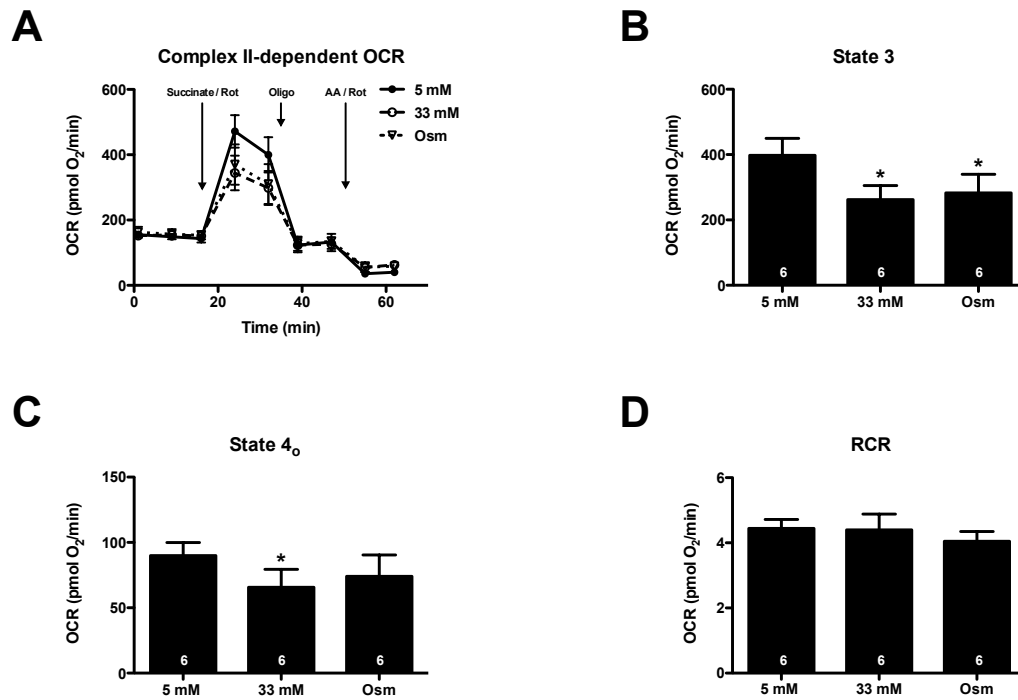 A
Complex II-dependent OCR
OCR (pmol O2/min)
600
400
200
0
Succinate / Rot
Oligo
AA / Rot
5 mM
33 mM
Osm
0 20 40 60
Time (min)
B
State 3
OCR (pmol O2/min)
600
400
200
0
* *
6 6 6
5 mM 33 mM Osm
C
State 4o
OCR (pmol O2/min)
150
100
50
0
*
6 6 6
5 mM 33 mM Osm
D
RCR
OCR (pmol O2/min)
6
4
2
0
6 6 6
5 mM 33 mM Osm